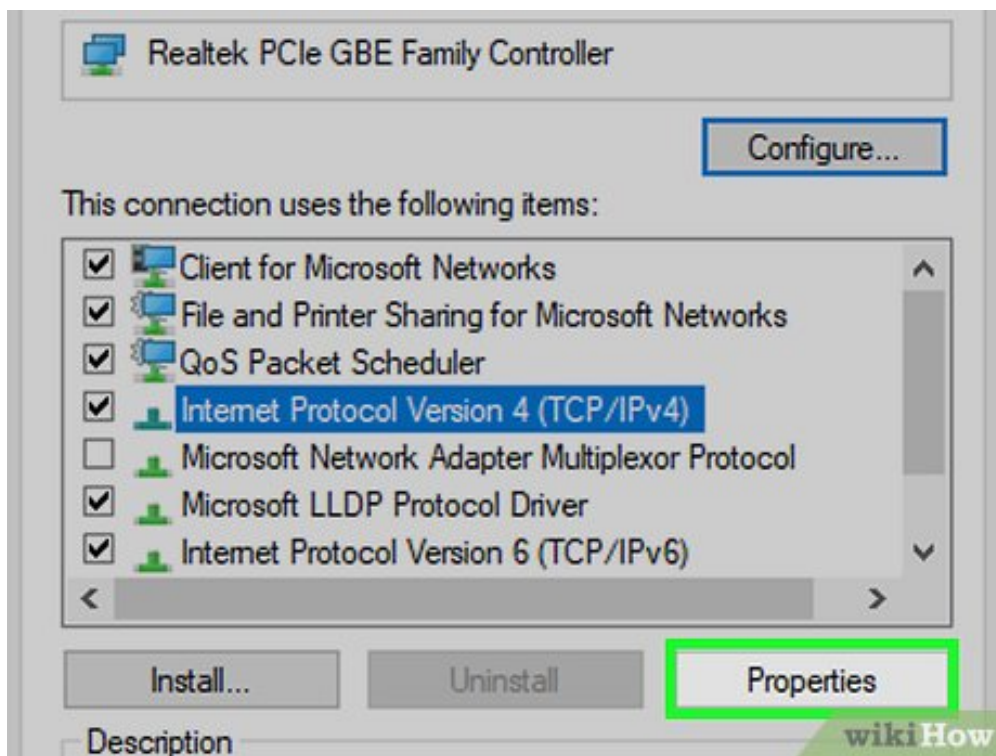 Realtek PCIe GBE Family Controller
Configure...
This connection uses the following items:
Client for Microsoft Networks
File and Printer Sharing for Microsoft Networks
QoS Packet Scheduler
Internet Protocol Version 4 (TCP/IPv4)
Microsoft Network Adapter Multiplexor Protocol
Microsoft LLDP Protocol Driver
Internet Protocol Version 6 (TCP/IPv6)
Install...
Uninstall
Properties
Description
wikiHow